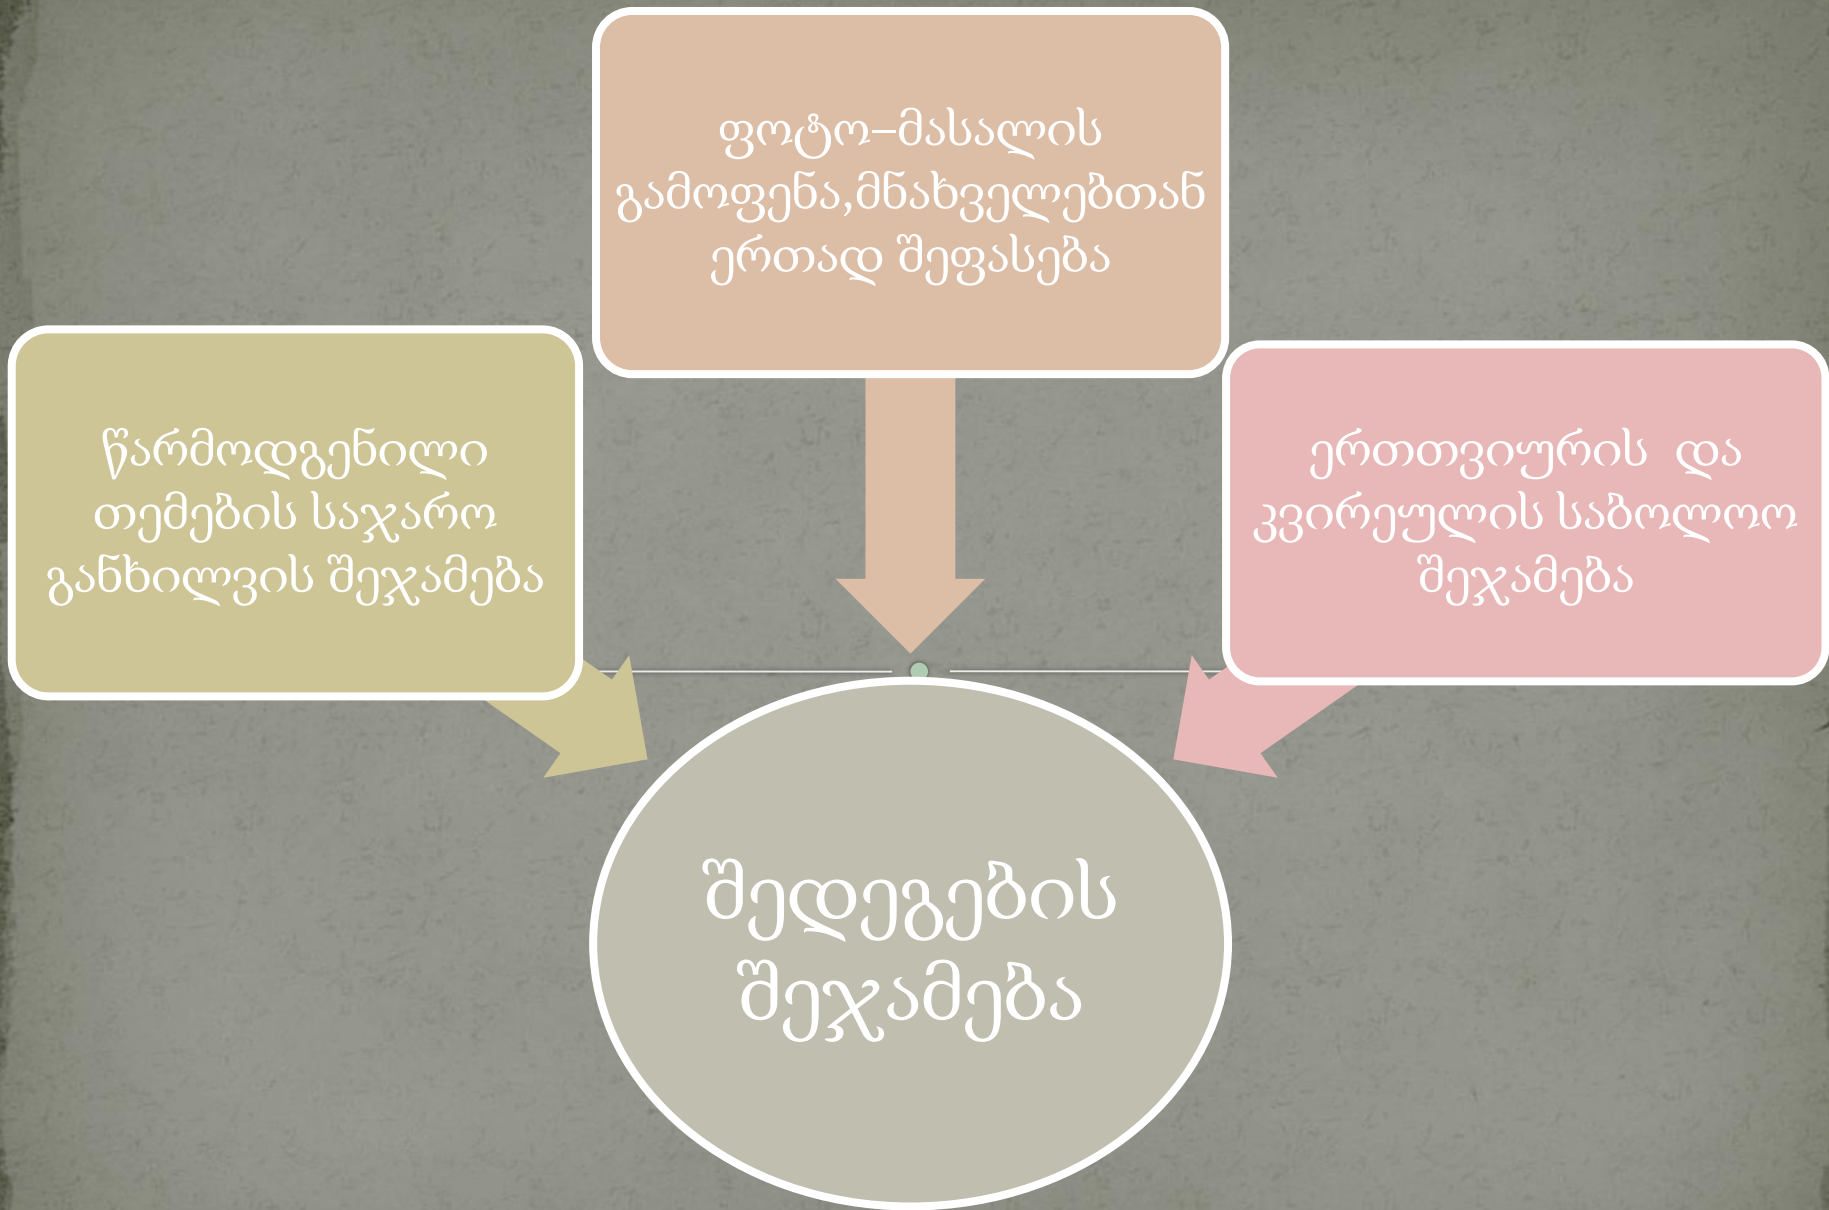 ფოტო–მასალის
გამოფენა,მნახველებთან
ერთად შეფასება
წარმოდგენილი
თემების საჯარო
განხილვის შეჯამება
ერთთვიურის და
კვირეულის საბოლოო
შეჯამება
შედეგების
შეჯამება